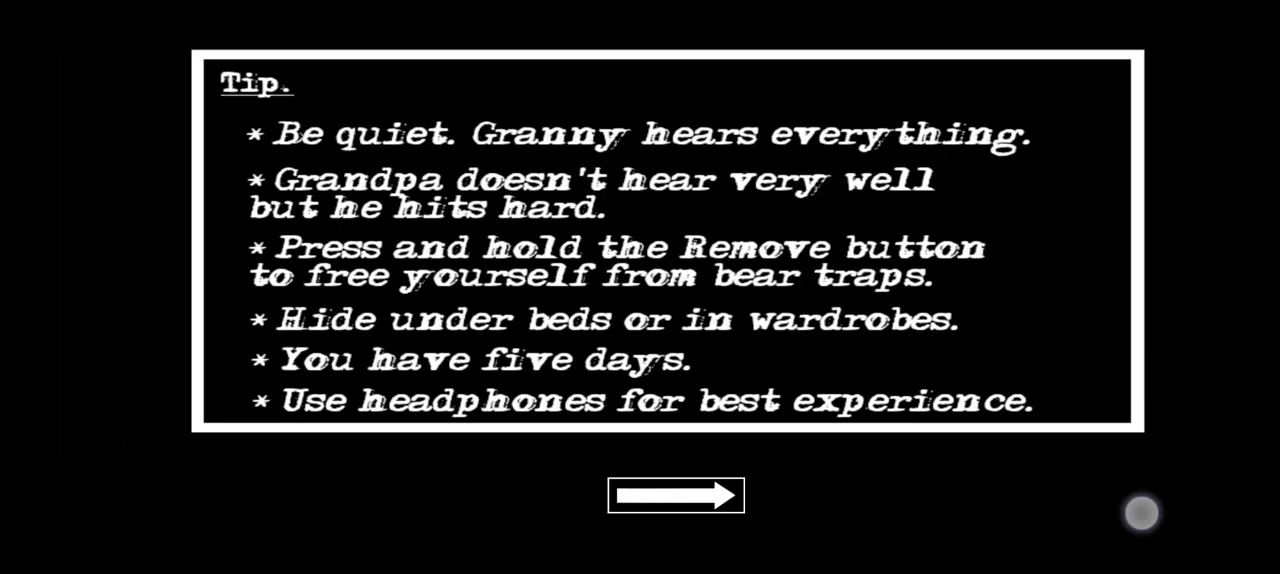 Tip.
* Be quiet. Granny hears everything.
* Grandpa doesn't hear very well
but he hits hard.
* Press and hold the Remove button
to free yourself from bear traps.
* Hide under beds or in wardrobes.
* You have five days.
* Use headphones for best experience.